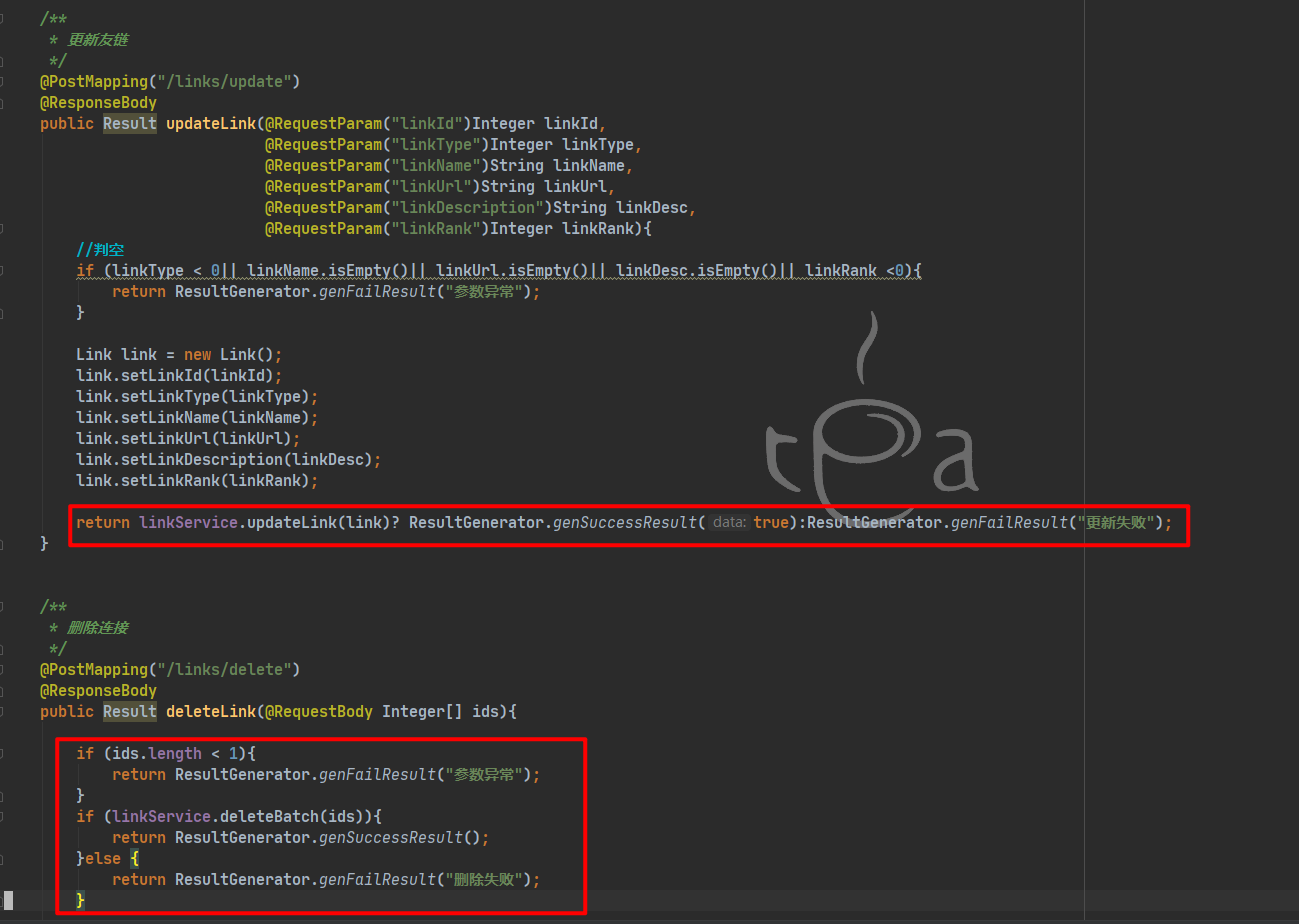 /**
 * 更新友链
 */
@PostMapping("/links/update")
@ResponseBody
public Result updateLink(@RequestParam("linkId")Integer linkId,
                         @RequestParam("linkType")Integer linkType,
                         @RequestParam("linkName")String linkName,
                         @RequestParam("linkUrl")String linkUrl,
                         @RequestParam("linkDescription")String linkDesc,
                         @RequestParam("linkRank")Integer linkRank){
    //判空
    if (linkType < 0|| linkName.isEmpty()|| linkUrl.isEmpty()|| linkDesc.isEmpty()|| linkRank <0){
        return ResultGenerator.genFailResult("参数异常");
    }
    Link link = new Link();
    link.setLinkId(linkId);
    link.setLinkType(linkType);
    link.setLinkName(linkName);
    link.setLinkUrl(linkUrl);
    link.setLinkDescription(linkDesc);
    link.setLinkRank(linkRank);
tea
    return linkService.updateLink(link)? ResultGenerator.genSuccessResult( data: true):ResultGenerator.genFailResult("更新失败");
}
/**
 * 删除连接
 */
@PostMapping("/links/delete")
@ResponseBody
public Result deleteLink(@RequestBody Integer[] ids){
    if (ids.length < 1){
        return ResultGenerator.genFailResult("参数异常");
    }
    if (linkService.deleteBatch(ids)){
        return ResultGenerator.genSuccessResult();
    }else {
        return ResultGenerator.genFailResult("删除失败");
    }